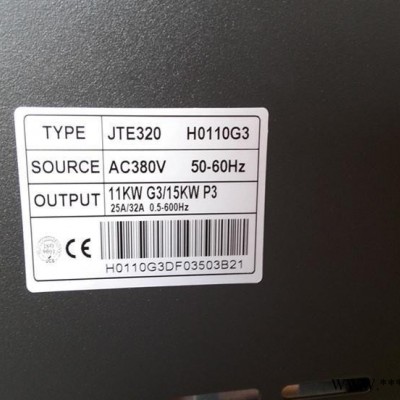 TYPE JTE320 H0110G3
SOURCE AC380V 50-60Hz
OUTPUT 11KW G3/15KW P3
25A/32A 0.5-600Hz
CE
H0110G3DF03503B21